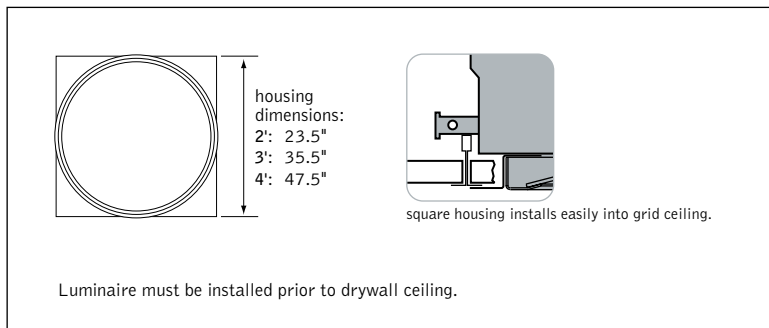 housing
dimensions:
2': 23.5"
3': 35.5"
4': 47.5"
square housing installs easily into grid ceiling.
Luminaire must be installed prior to drywall ceiling.